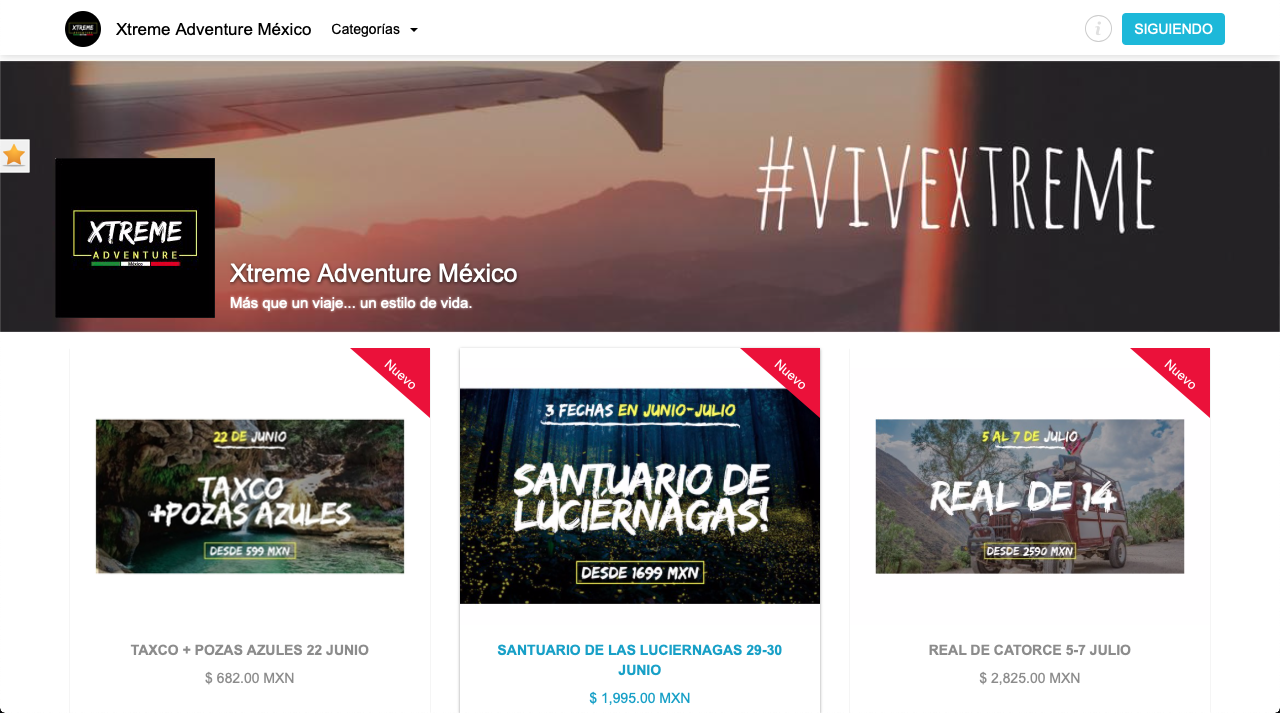 XTREME
ADVENTURE
Xtreme Adventure México
Categorías
SIGUIENDO
#VIVEXTREME
XTREME
ADVENTURE
México
Xtreme Adventure México
Más que un viaje... un estilo de vida.
Nuevo
22 DE JUNIO
TAXCO
+POZAS AZULES
DESDE 599 MXN
TAXCO + POZAS AZULES 22 JUNIO
$ 682.00 MXN
Nuevo
3 FECHAS EN JUNIO-JULIO
SANTUARIO DE
LUCIÉRNAGAS!
DESDE 1699 MXN
SANTUARIO DE LAS LUCIERNAGAS 29-30
JUNIO
$ 1,995.00 MXN
Nuevo
5 AL 7 DE JULIO
REAL DE 14
DESDE 2590 MXN
REAL DE CATORCE 5-7 JULIO
$ 2,825.00 MXN